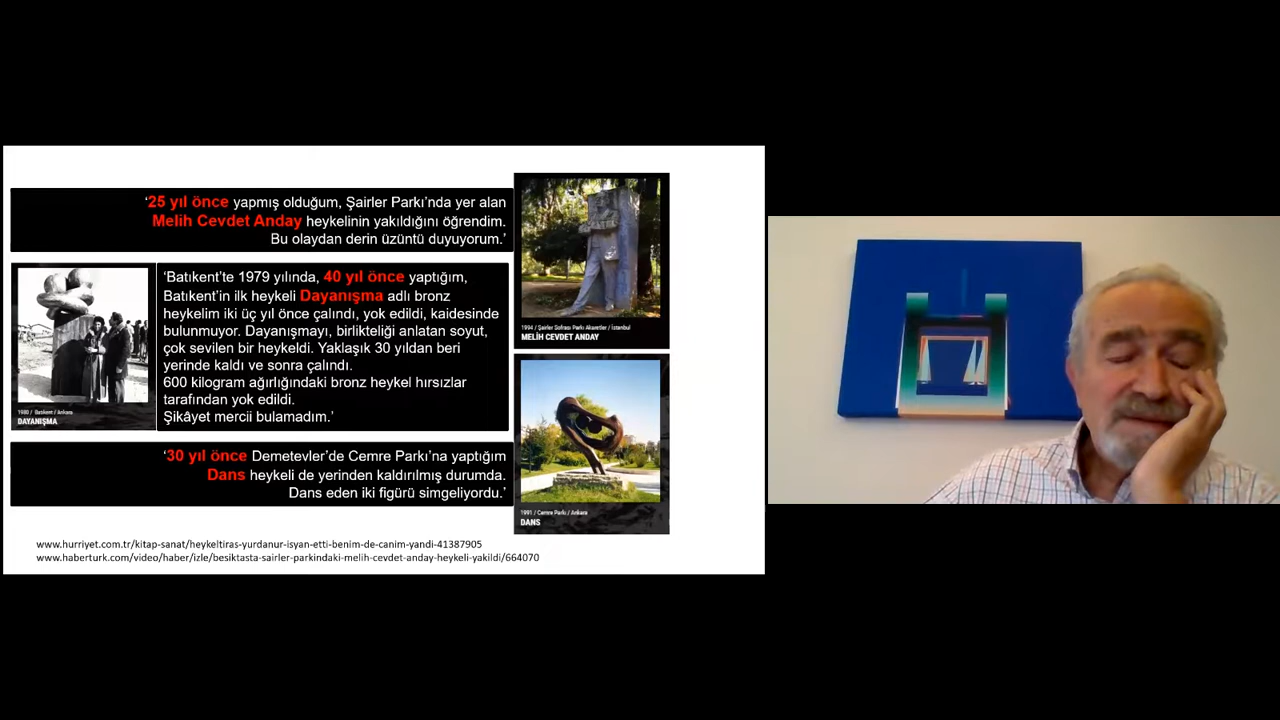 ‘25 yıl önce yapmış olduğum, Şairler Parkı’nda yer alan
Melih Cevdet Anday heykelinin yakıldığını öğrendim.
Bu olaydan derin üzüntü duyuyorum.’
1994 / Şairler Sofrası Parkı Akaretler / İstanbul
MELİH CEVDET ANDAY
‘Batıkent’te 1979 yılında, 40 yıl önce yaptığım,
Batıkent’in ilk heykeli Dayanışma adlı bronz
heykelim iki üç yıl önce çalındı, yok edildi, kaidesinde
bulunmuyor. Dayanışmayı, birlikteliği anlatan soyut,
çok sevilen bir heykeldi. Yaklaşık 30 yıldan beri
yerinde kaldı ve sonra çalındı.
600 kilogram ağırlığındaki bronz heykel hırsızlar
tarafından yok edildi.
Şikâyet mercii bulamadım.’
1980 / Batıkent / Ankara
DAYANIŞMA
‘30 yıl önce Demetevler’de Cemre Parkı’na yaptığım
Dans heykeli de yerinden kaldırılmış durumda.
Dans eden iki figürü simgeliyordu.’
1991 / Cemre Parkı / Ankara
DANS
www.hurriyet.com.tr/kitap-sanat/heykeltiras-yurdanur-isyan-etti-benim-de-canim-yandi-41387905
www.haberturk.com/video/haber/izle/besiktasta-sairler-parkindaki-melih-cevdet-anday-heykeli-yakildi/664070